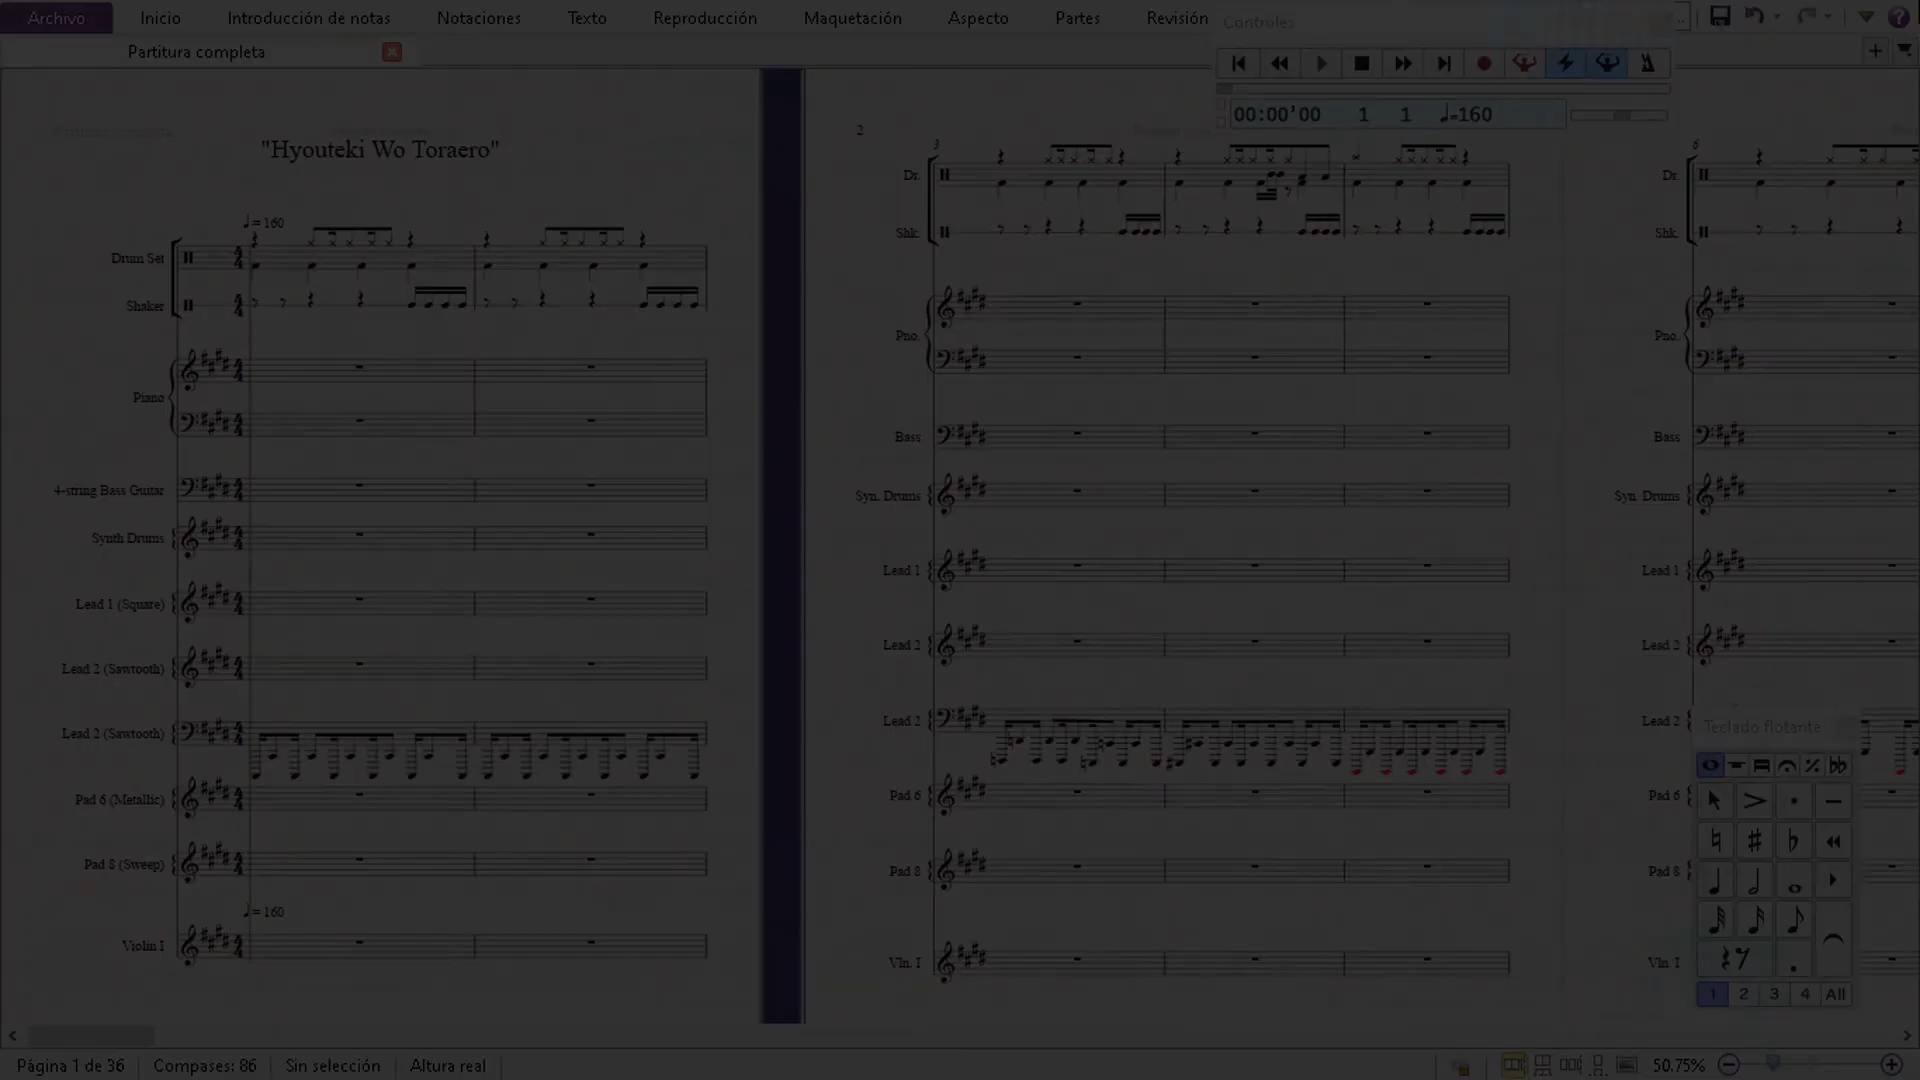 Archivo Inicio Introducción de notas Notaciones Texto Reproducción Maquetación Aspecto Partes Revisión
Controles
Partitura completa
00:00'00 1 1 ♩=160
"Hyouteki Wo Toraero"
♩= 160
Drum Set
Shaker
Piano
4-string Bass Guitar
Synth Drums
Lead 1 (Square)
Lead 2 (Sawtooth)
Lead 2 (Sawtooth)
Pad 6 (Metallic)
Pad 8 (Sweep)
♩= 160
Violin I
2
3
Dr.
Shk.
Pno.
Bass
Syn. Drums
Lead 1
Lead 2
Lead 2
Pad 6
Pad 8
Vln. I
6
Dr.
Shk.
Pno.
Bass
Syn. Drums
Lead 1
Lead 2
Lead 2
Pad 6
Pad 8
Vln. I
Teclado flotante
1 2 3 4 All
Página 1 de 36 Compases: 86 Sin selección Altura real 50.75%